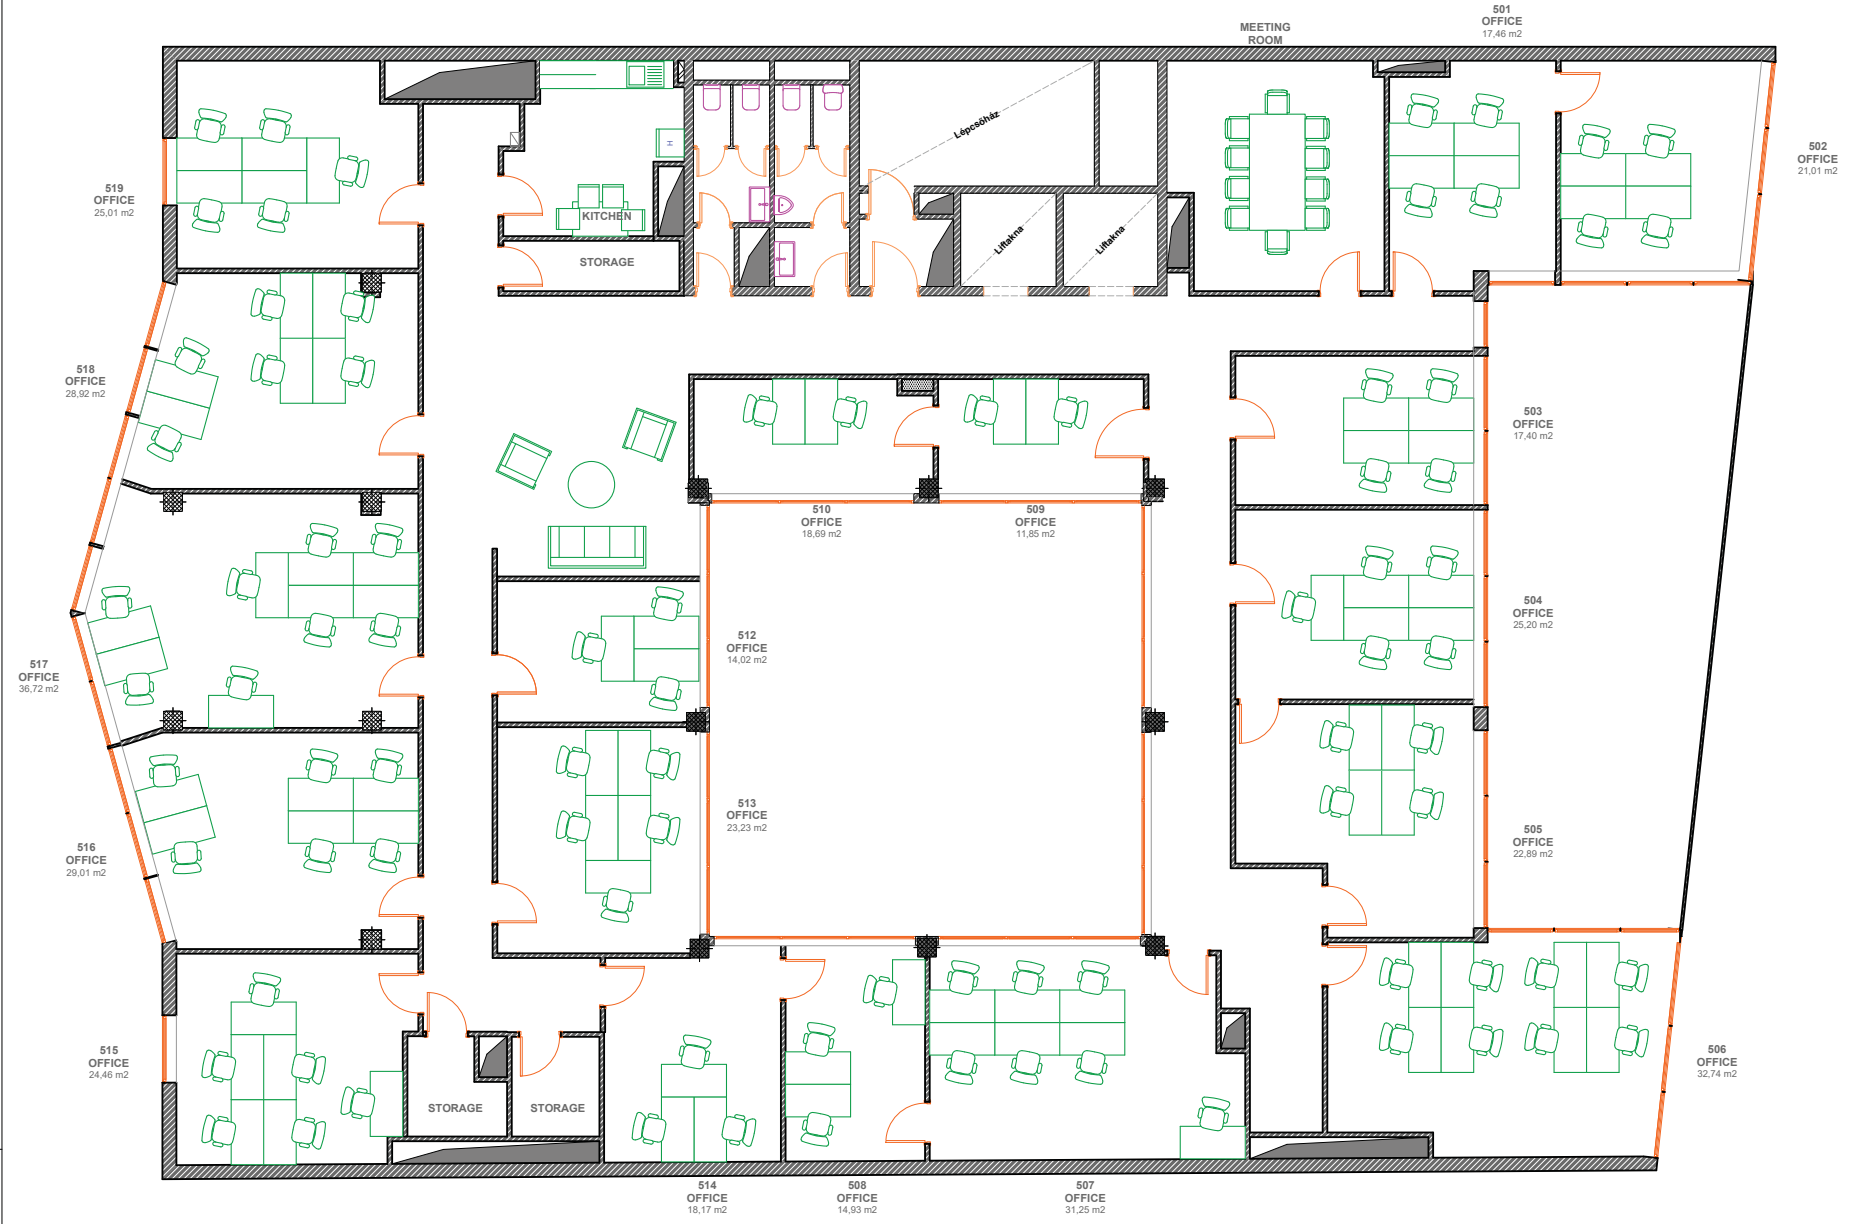 501
OFFICE
17,46 m2
MEETING
ROOM
Lépcsőház
502
OFFICE
21,01 m2
H
519
OFFICE
25,01 m2
KITCHEN
STORAGE
Liftakna
Liftakna
518
OFFICE
28,92 m2
503
OFFICE
17,40 m2
510
OFFICE
18,69 m2
509
OFFICE
11,85 m2
504
OFFICE
25,20 m2
512
OFFICE
14,02 m2
517
OFFICE
36,72 m2
513
OFFICE
23,23 m2
505
OFFICE
22,89 m2
516
OFFICE
29,01 m2
515
OFFICE
24,46 m2
506
OFFICE
32,74 m2
STORAGE
STORAGE
514
OFFICE
18,17 m2
508
OFFICE
14,93 m2
507
OFFICE
31,25 m2